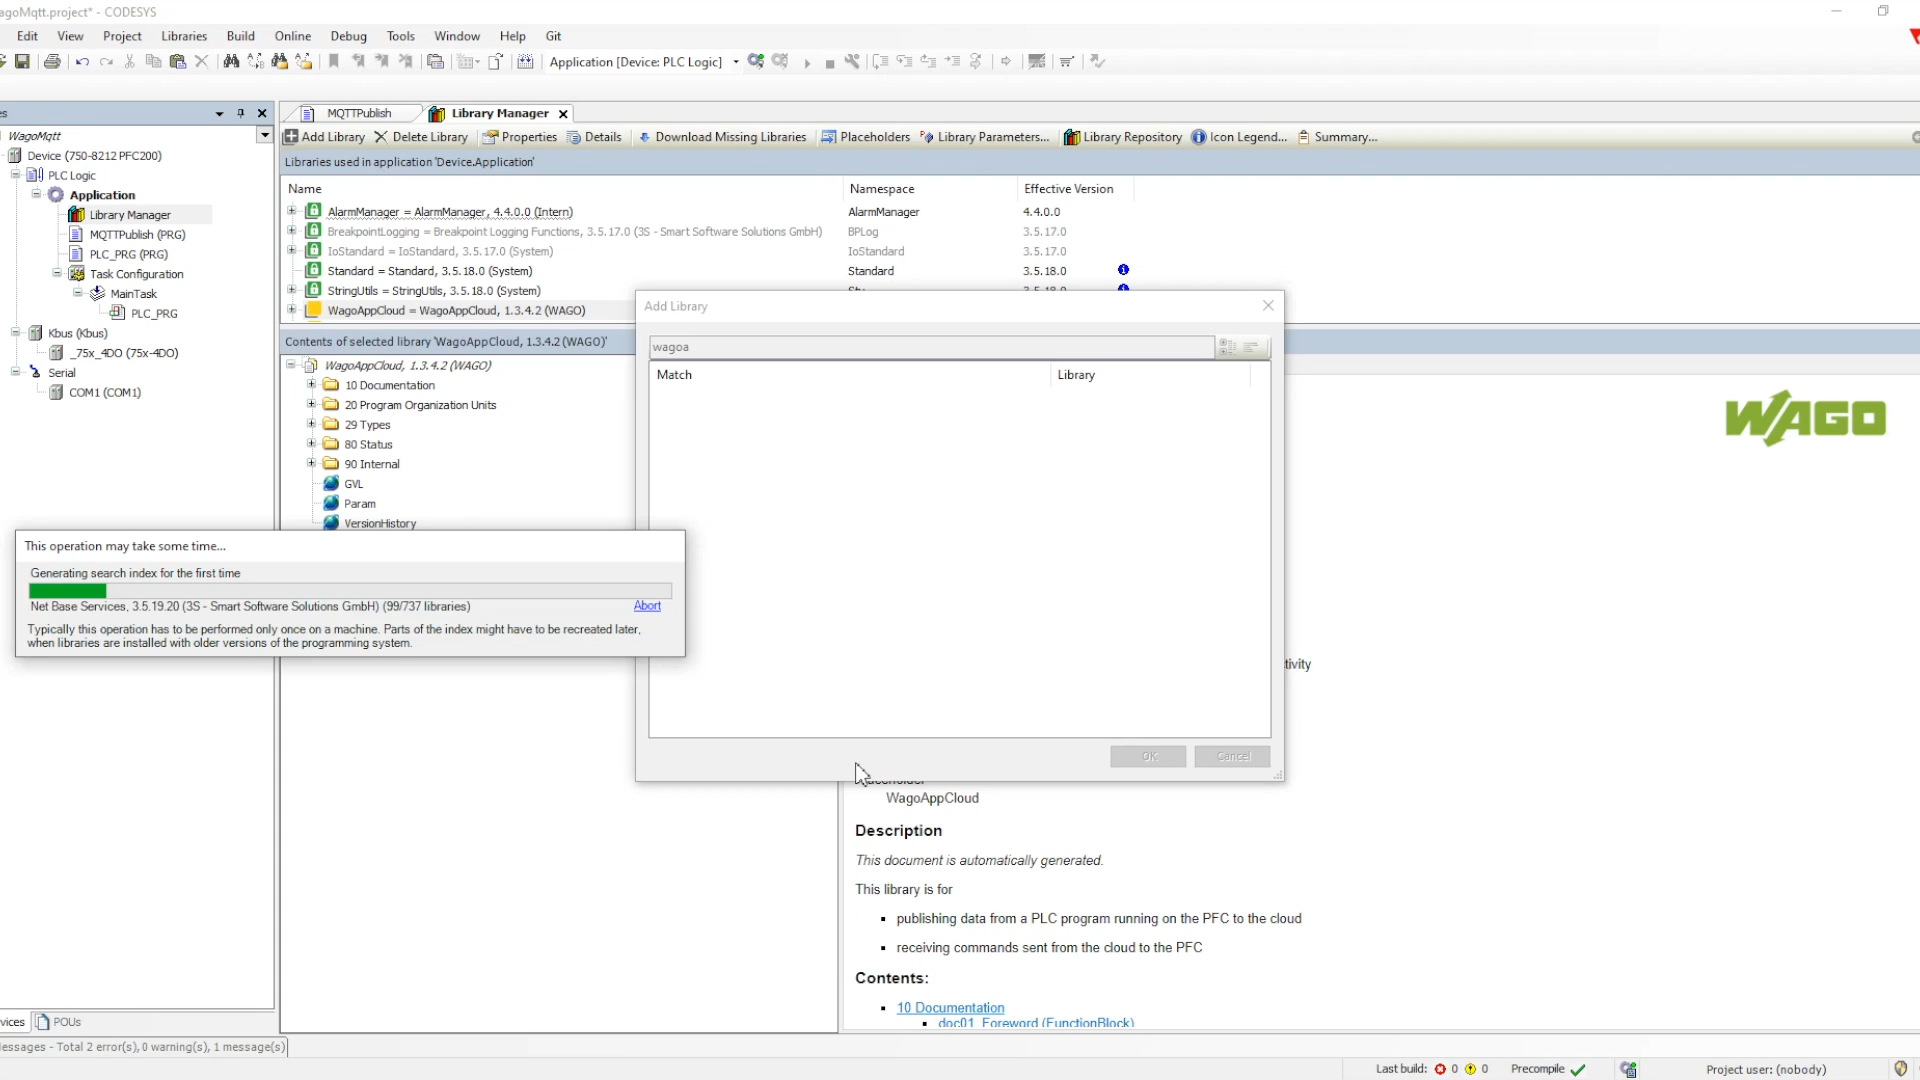 agoMqtt.project* - CODESYS
Edit View Project Libraries Build Online Debug Tools Window Help Git
Application [Device: PLC Logic]
es
MQTTPublish
Library Manager
WagoMqtt
Add Library Delete Library Properties Details Download Missing Libraries Placeholders Library Parameters... Library Repository Icon Legend... Summary...
Device (750-8212 PFC200)
PLC Logic
Application
Library Manager
MQTTPublish (PRG)
PLC_PRG (PRG)
Task Configuration
MainTask
PLC_PRG
Kbus (Kbus)
_75x_4DO (75x-4DO)
Serial
COM1 (COM1)
Libraries used in application 'Device.Application'
Name Namespace Effective Version
AlarmManager = AlarmManager, 4.4.0.0 (Intern) AlarmManager 4.4.0.0
BreakpointLogging = Breakpoint Logging Functions, 3.5.17.0 (3S - Smart Software Solutions GmbH) BPLog 3.5.17.0
IoStandard = IoStandard, 3.5.17.0 (System) IoStandard 3.5.17.0
Standard = Standard, 3.5.18.0 (System) Standard 3.5.18.0
StringUtils = StringUtils, 3.5.18.0 (System)
WagoAppCloud = WagoAppCloud, 1.3.4.2 (WAGO)
Contents of selected library 'WagoAppCloud, 1.3.4.2 (WAGO)'
WagoAppCloud, 1.3.4.2 (WAGO)
10 Documentation
20 Program Organization Units
29 Types
80 Status
90 Internal
GVL
Param
VersionHistory
Add Library
wagoa
Match Library
OK Cancel
This operation may take some time...
Generating search index for the first time
Net Base Services, 3.5.19.20 (3S - Smart Software Solutions GmbH) (99/737 libraries)
Abort
Typically this operation has to be performed only once on a machine. Parts of the index might have to be recreated later,
when libraries are installed with older versions of the programming system.
WAGO
tivity
WagoAppCloud
Description
This document is automatically generated.
This library is for
publishing data from a PLC program running on the PFC to the cloud
receiving commands sent from the cloud to the PFC
Contents:
10 Documentation
doc01_Foreword (FunctionBlock)
vices POUs
essages - Total 2 error(s), 0 warning(s), 1 message(s)
Last build: 0 0 Precompile Project user: (nobody)